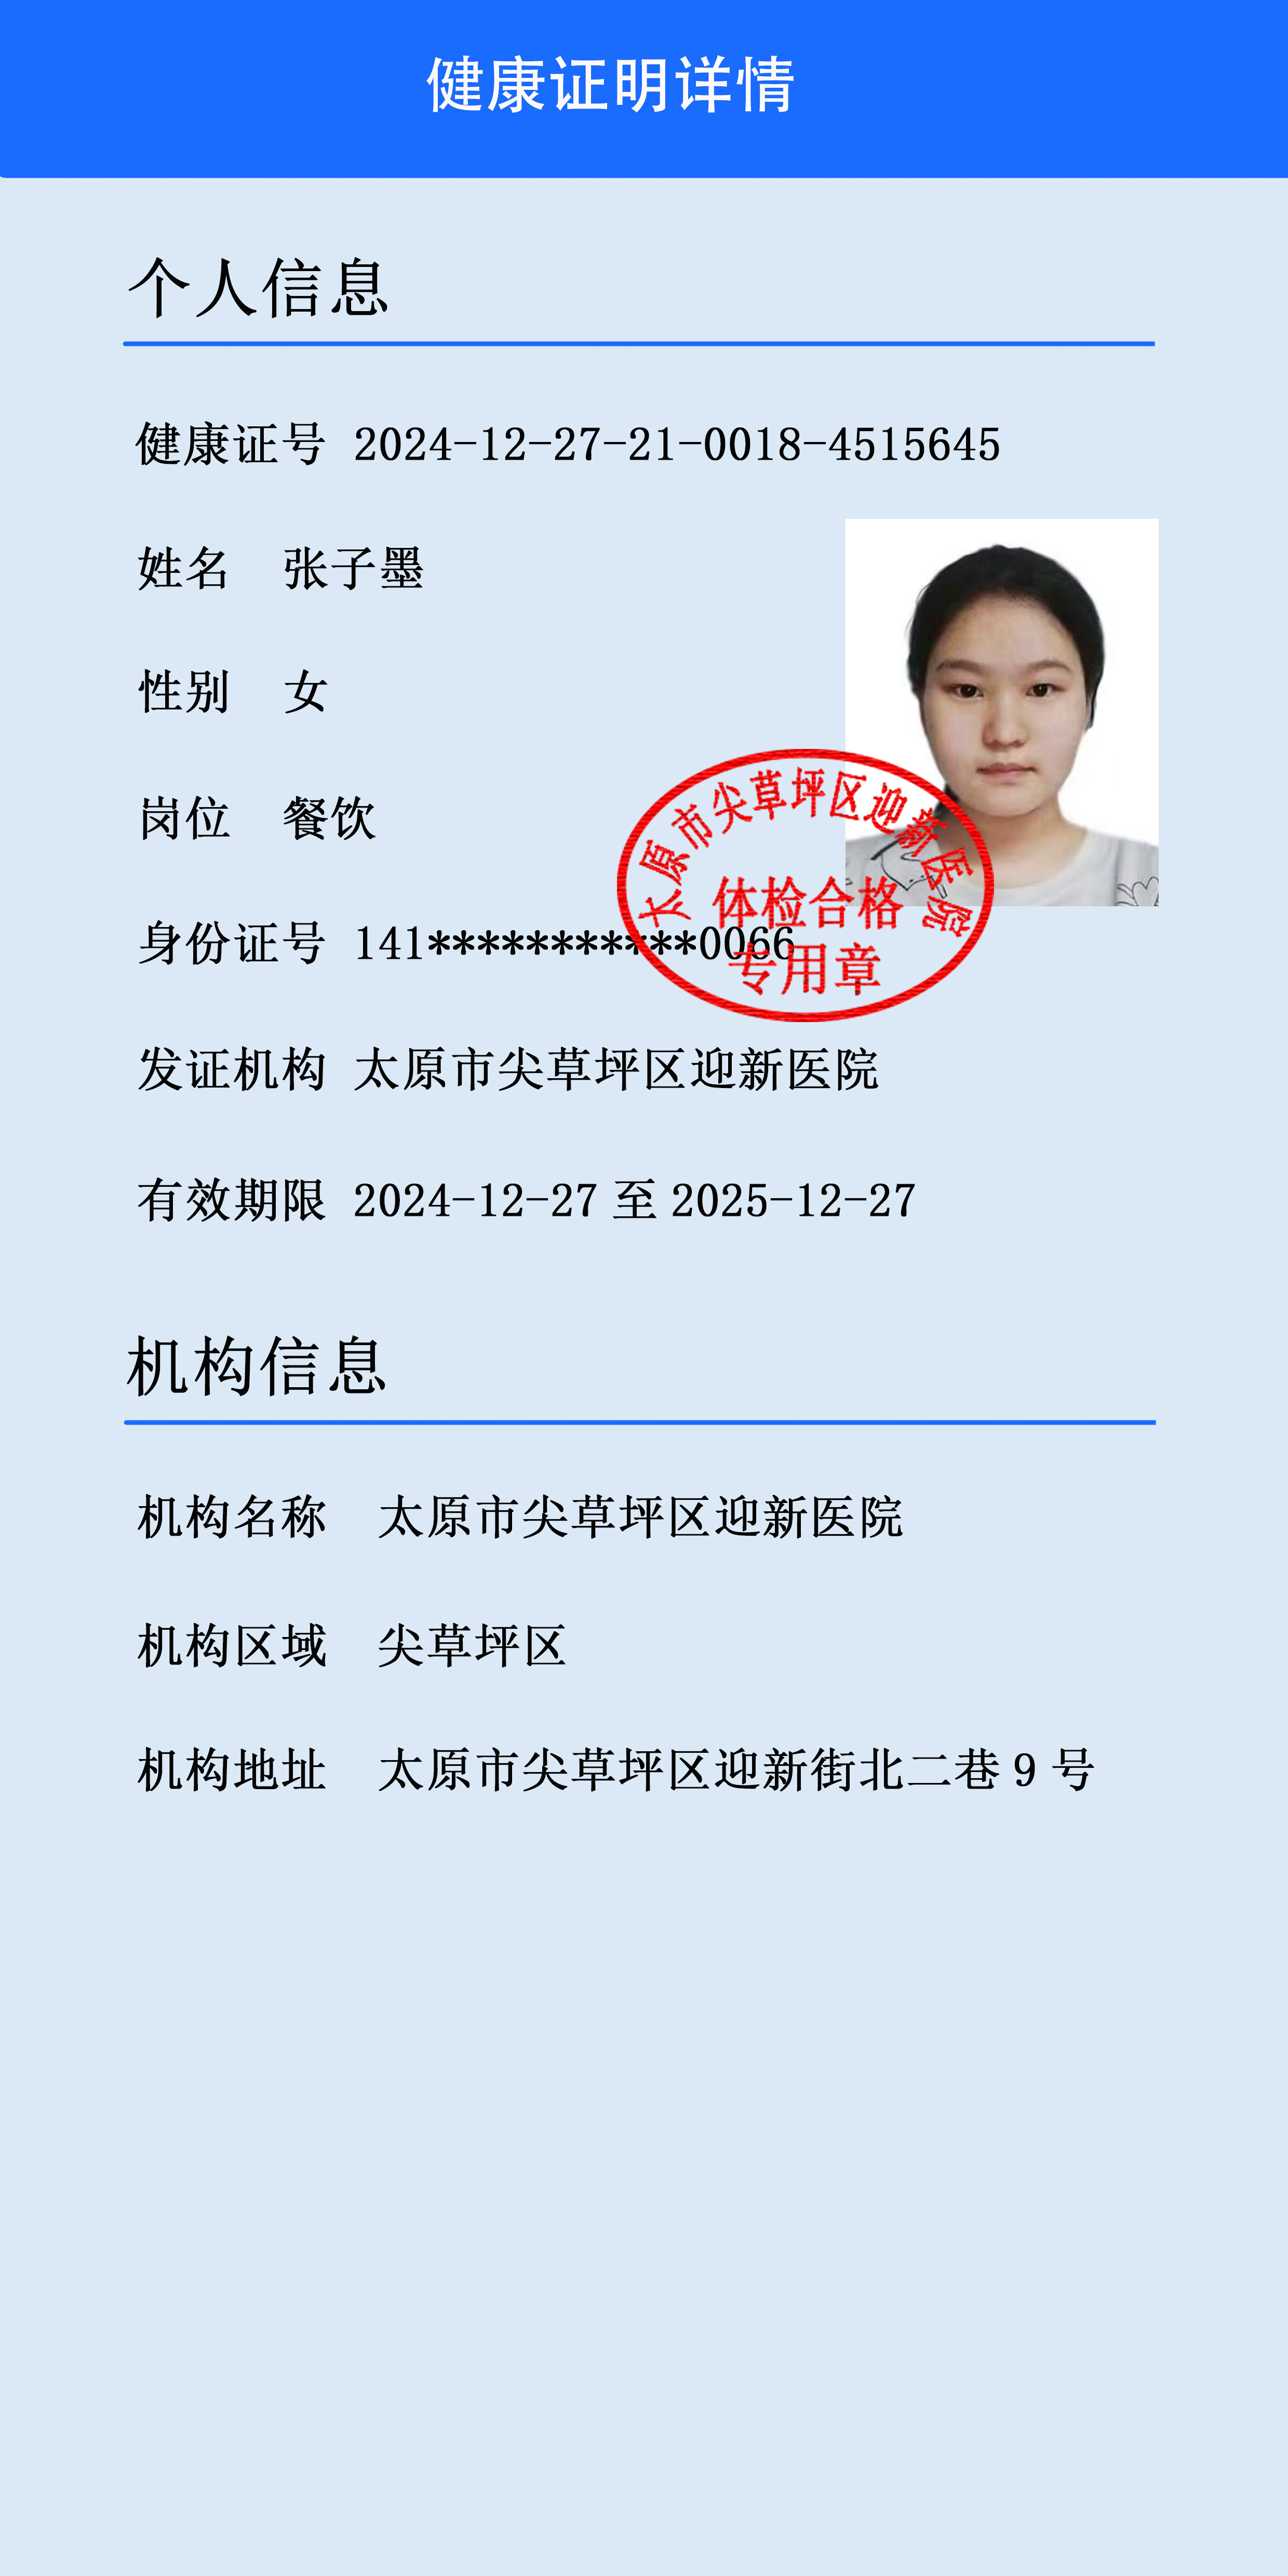 健康证明详情
个人信息
健康证号 2024-12-27-21-0018-4515645
姓名 张子墨
性别 女
岗位 餐饮
太原市尖草坪区迎新医院
体检合格
专用章
身份证号 141***********0066
发证机构 太原市尖草坪区迎新医院
有效期限 2024-12-27 至 2025-12-27
机构信息
机构名称 太原市尖草坪区迎新医院
机构区域 尖草坪区
机构地址 太原市尖草坪区迎新街北二巷 9 号